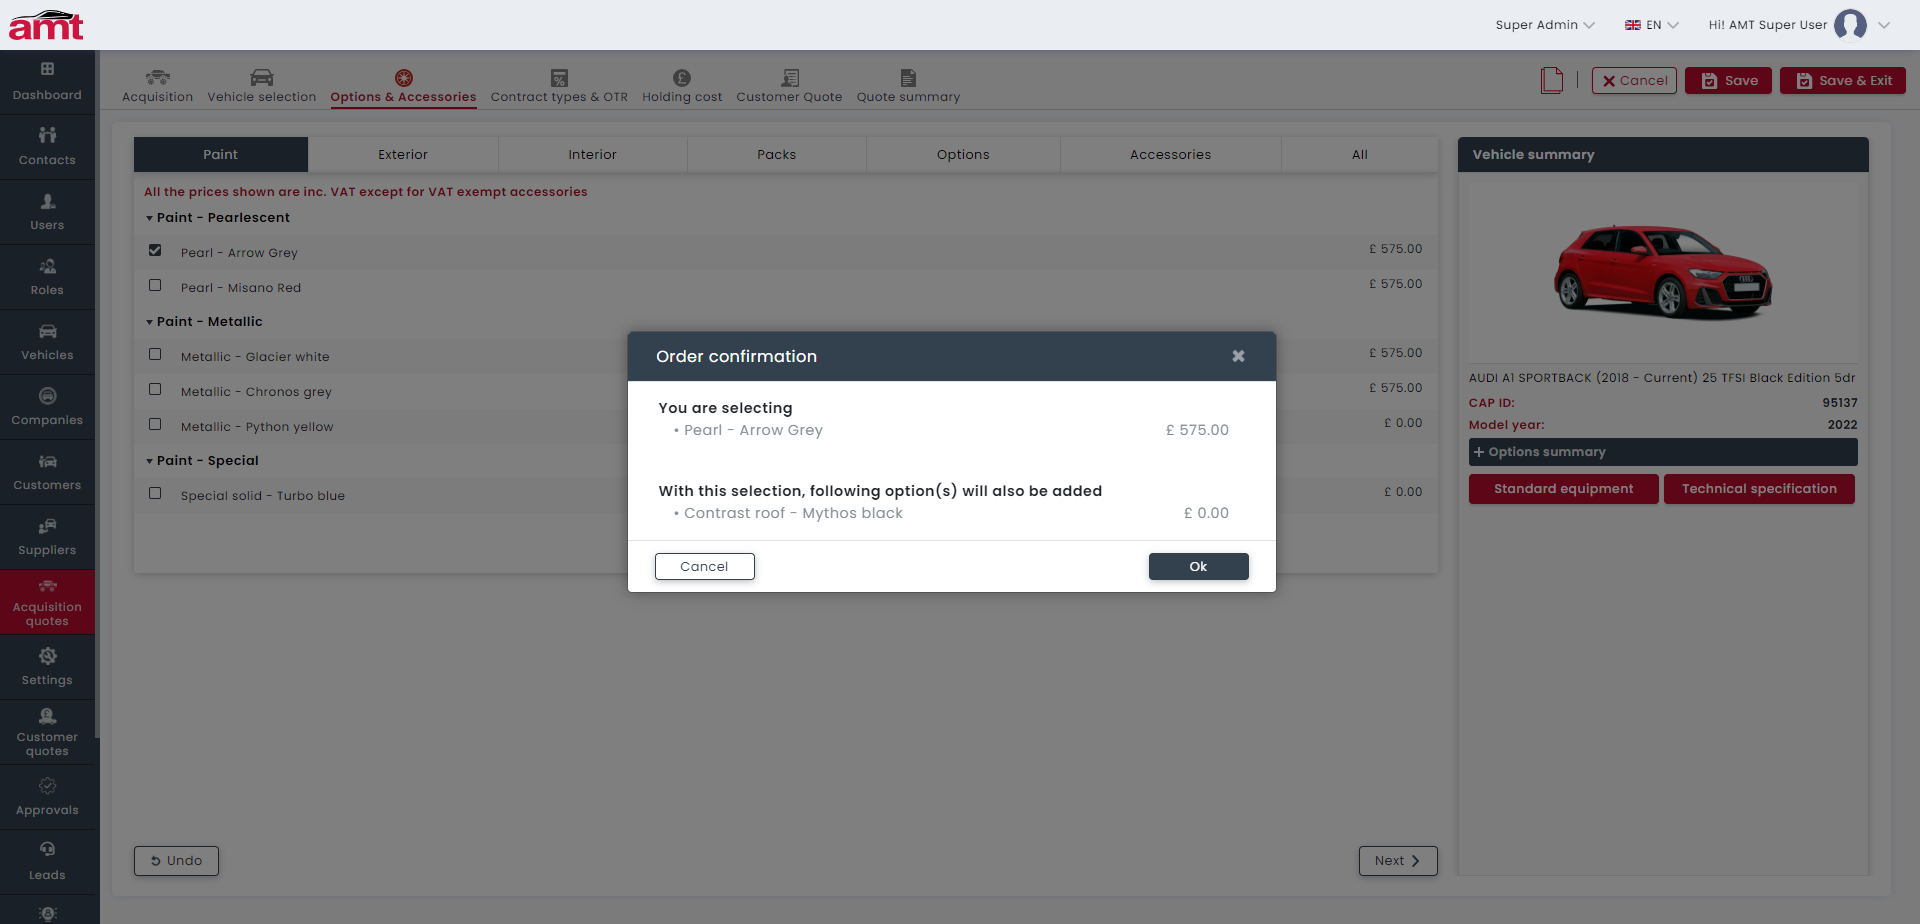 amt
Super Admin
EN
Hi! AMT Super User
Dashboard
Contacts
Users
Roles
Vehicles
Companies
Customers
Suppliers
Acquisition
quotes
Settings
Customer
quotes
Approvals
Leads
Acquisition
Vehicle selection
Options & Accessories
Contract types & OTR
Holding cost
Customer Quote
Quote summary
Cancel
Save
Save & Exit
Paint
Exterior
Interior
Packs
Options
Accessories
All
All the prices shown are inc. VAT except for VAT exempt accessories
Paint - Pearlescent
Pearl - Arrow Grey £ 575.00
Pearl - Misano Red £ 575.00
Paint - Metallic
Metallic - Glacier white £ 575.00
Metallic - Chronos grey £ 575.00
Metallic - Python yellow £ 0.00
Paint - Special
Special solid - Turbo blue £ 0.00
Order confirmation
You are selecting
• Pearl - Arrow Grey £ 575.00
With this selection, following option(s) will also be added
• Contrast roof - Mythos black £ 0.00
Cancel
Ok
Undo
Next
Vehicle summary
AUDI A1 SPORTBACK (2018 - Current) 25 TFSI Black Edition 5dr
CAP ID: 95137
Model year: 2022
+ Options summary
Standard equipment
Technical specification